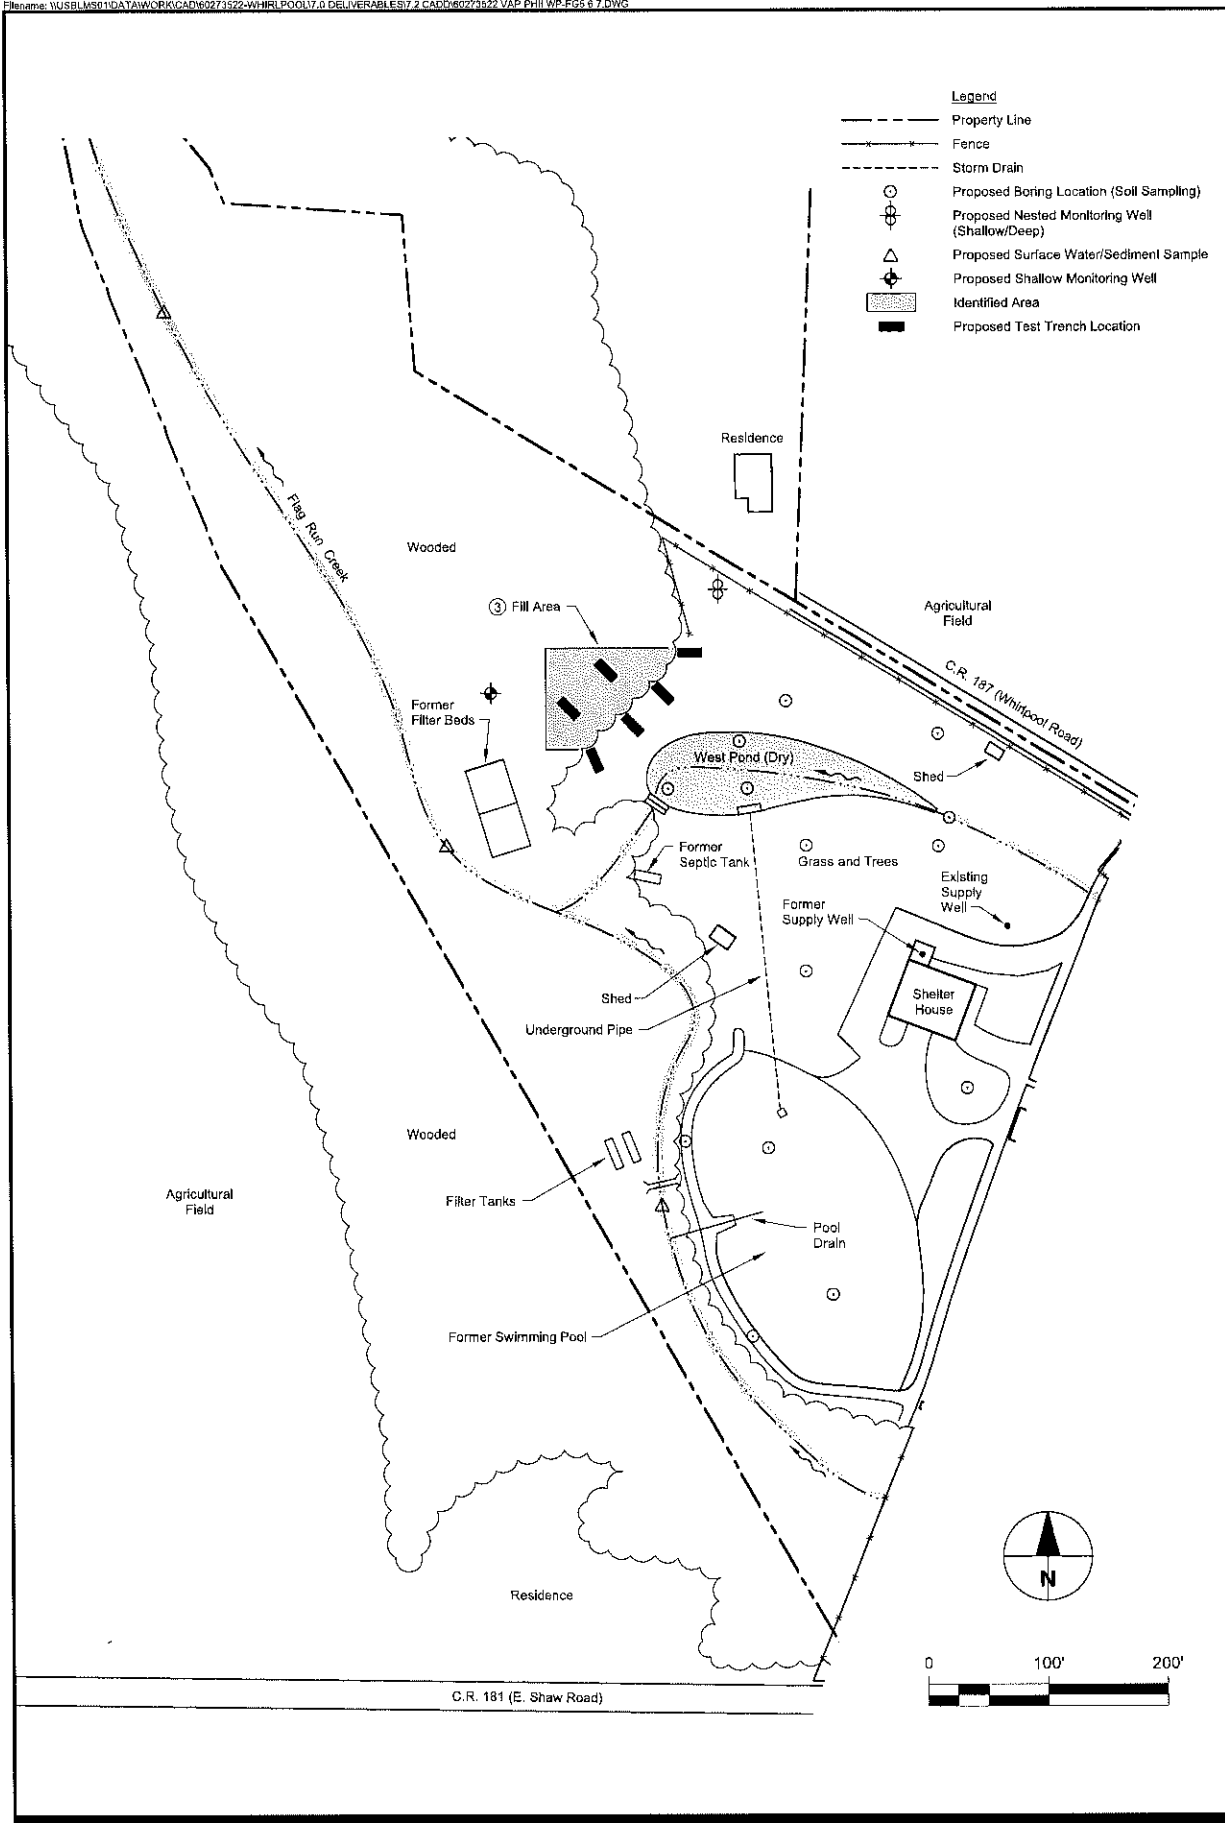 Filename: \\USBLMS01\DATA\WORK\CAD\60273522-WHIRLPOOL\7.0 DELIVERABLES\7.2 CADD\60273522 VAP PHII WP-FG5 6 7.DWG
Legend
Property Line
Fence
Storm Drain
Proposed Boring Location (Soil Sampling)
Proposed Nested Monitoring Well
(Shallow/Deep)
Proposed Surface Water/Sediment Sample
Proposed Shallow Monitoring Well
Identified Area
Proposed Test Trench Location
Residence
Flag Run Creek
Wooded
3 Fill Area
Agricultural
Field
C.R. 187 (Whirlpool Road)
Former
Filter Beds
West Pond (Dry)
Shed
Former
Septic Tank
Grass and Trees
Existing
Supply
Well
Former
Supply Well
Shed
Shelter
House
Underground Pipe
Wooded
Agricultural
Field
Filter Tanks
Pool
Drain
Former Swimming Pool
N
Residence
0 100' 200'
C.R. 181 (E. Shaw Road)